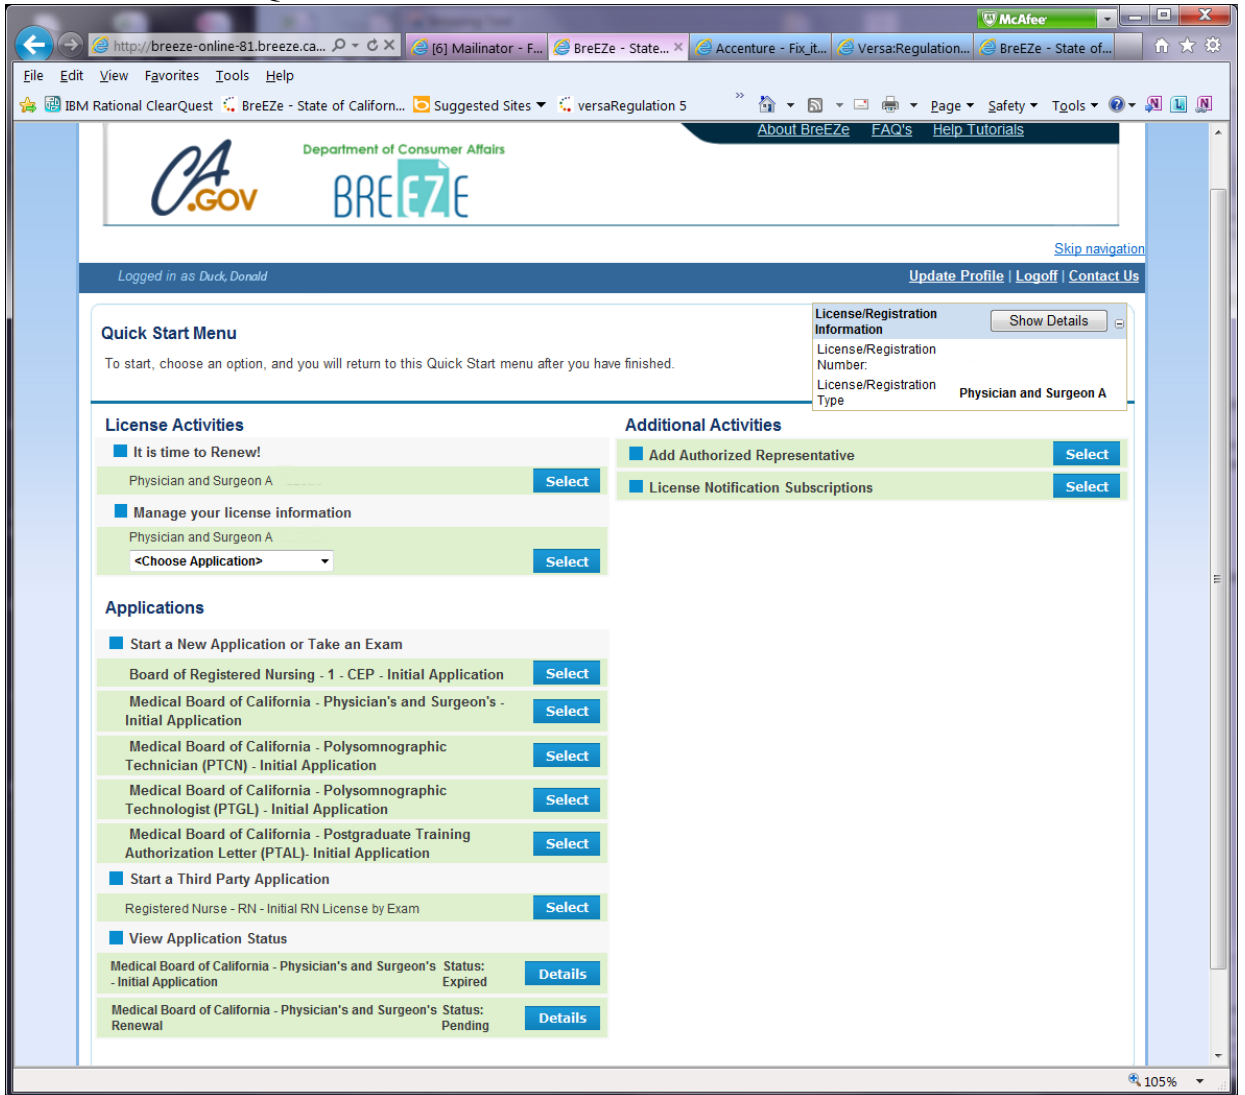 McAfee
http://breeze-online-81.breeze.ca...
[6] Mailinator - F...
BreEZe - State...
Accenture - Fix_it...
Versa:Regulation...
BreEZe - State of...
File Edit View Favorites Tools Help
IBM Rational ClearQuest
BreEZe - State of Californ...
Suggested Sites
versaRegulation 5
Page Safety Tools
About BreEZe FAQ's Help Tutorials
CA.GOV
Department of Consumer Affairs
BREEZE
Skip navigation
Logged in as Duck, Donald
Update Profile | Logoff | Contact Us
Quick Start Menu
To start, choose an option, and you will return to this Quick Start menu after you have finished.
License/Registration
Information
Show Details
License/Registration
Number:
License/Registration
Type
Physician and Surgeon A
License Activities
It is time to Renew!
Physician and Surgeon A
Select
Manage your license information
Physician and Surgeon A
<Choose Application>
Select
Additional Activities
Add Authorized Representative
Select
License Notification Subscriptions
Select
Applications
Start a New Application or Take an Exam
Board of Registered Nursing - 1 - CEP - Initial Application
Select
Medical Board of California - Physician's and Surgeon's -
Initial Application
Select
Medical Board of California - Polysomnographic
Technician (PTCN) - Initial Application
Select
Medical Board of California - Polysomnographic
Technologist (PTGL) - Initial Application
Select
Medical Board of California - Postgraduate Training
Authorization Letter (PTAL)- Initial Application
Select
Start a Third Party Application
Registered Nurse - RN - Initial RN License by Exam
Select
View Application Status
Medical Board of California - Physician's and Surgeon's Status:
- Initial Application Expired
Details
Medical Board of California - Physician's and Surgeon's Status:
Renewal Pending
Details
105%